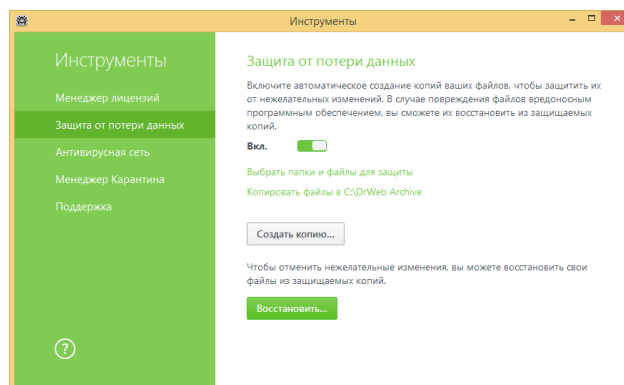 Инструменты
Инструменты
Менеджер лицензий
Защита от потери данных
Антивирусная сеть
Менеджер Карантина
Поддержка
?
Защита от потери данных
Включите автоматическое создание копий ваших файлов, чтобы защитить их
от нежелательных изменений. В случае повреждения файлов вредоносным
программным обеспечением, вы сможете их восстановить из защищаемых
копий.
Вкл.
Выбрать папки и файлы для защиты
Копировать файлы в C:\DrWeb Archive
Создать копию...
Чтобы отменить нежелательные изменения, вы можете восстановить свои
файлы из защищаемых копий.
Восстановить...